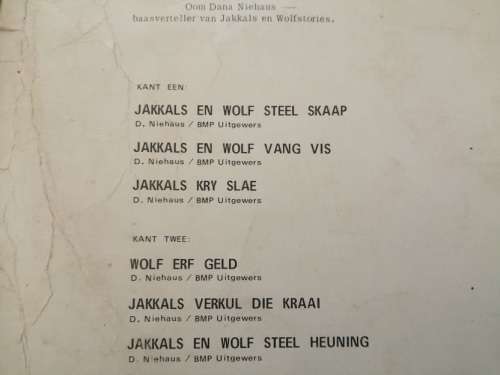 Oom Dana Niehaus —
baasverteller van Jakkals en Wolfstories.
KANT EEN:
JAKKALS EN WOLF STEEL SKAAP
D. Niehaus / BMP Uitgewers
JAKKALS EN WOLF VANG VIS
D. Niehaus / BMP Uitgewers
JAKKALS KRY SLAE
D. Niehaus / BMP Uitgewers
KANT TWEE:
WOLF ERF GELD
D. Niehaus / BMP Uitgewers
JAKKALS VERKUL DIE KRAAI
D. Niehaus / BMP Uitgewers
JAKKALS EN WOLF STEEL HEUNING
D. Niehaus / BMP Uitgewers